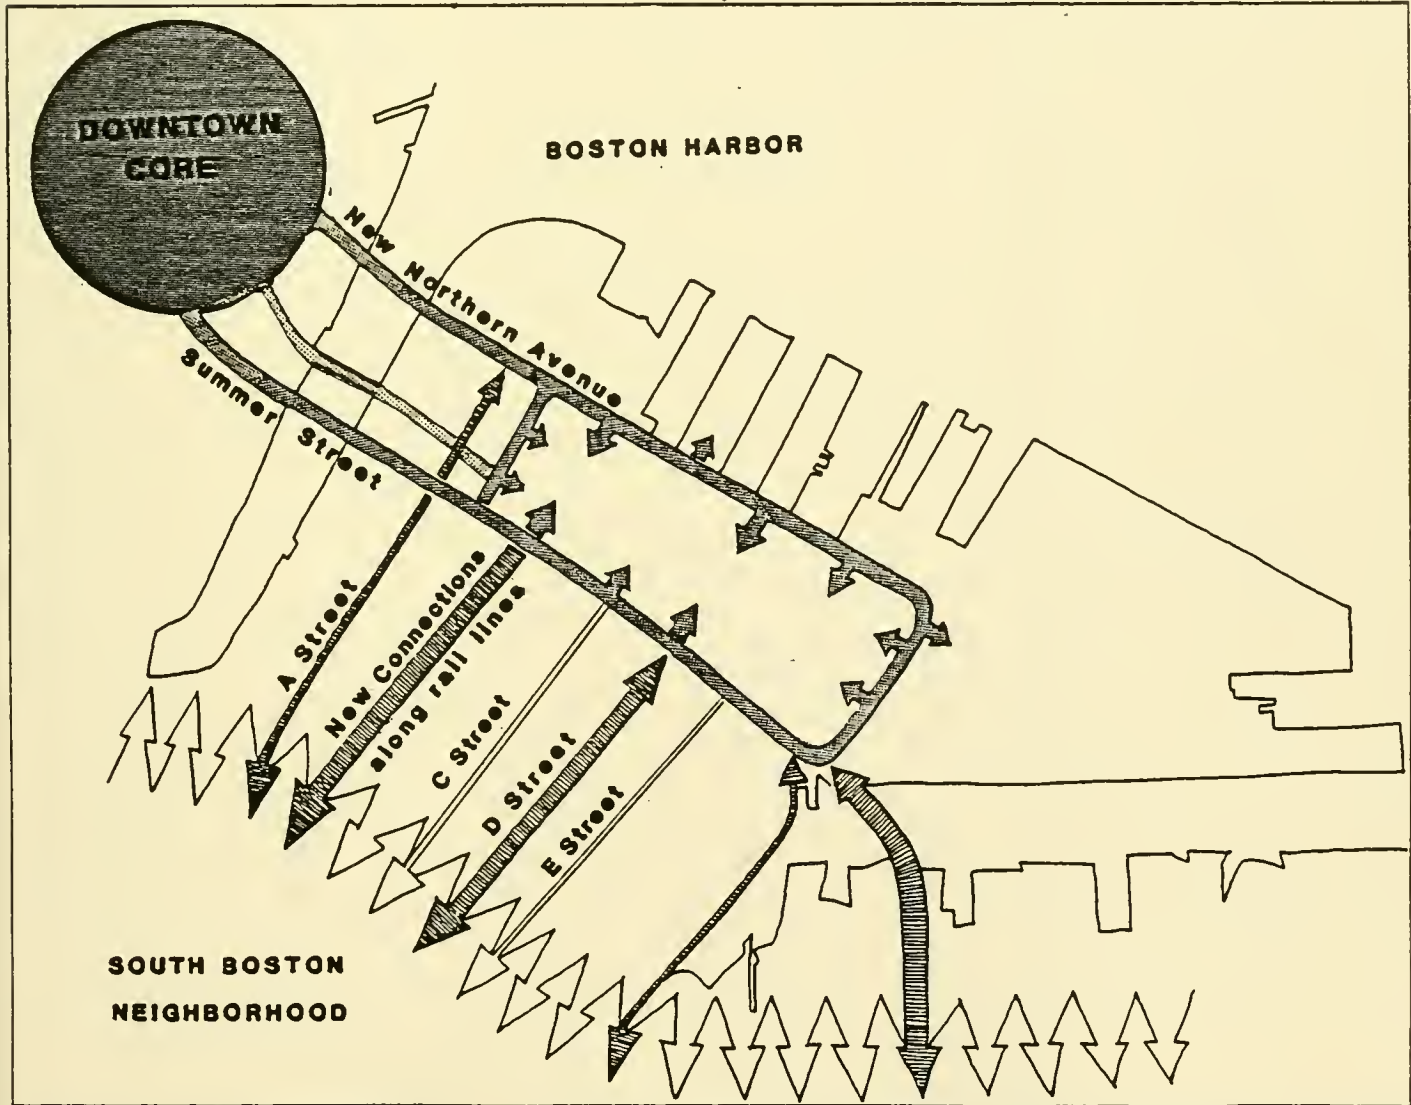 DOWNTOWN
CORE
BOSTON HARBOR
New Northern Avenue
Summer Street
A Street
New Connections
along rail lines
C Street
D Street
E Street
SOUTH BOSTON
NEIGHBORHOOD